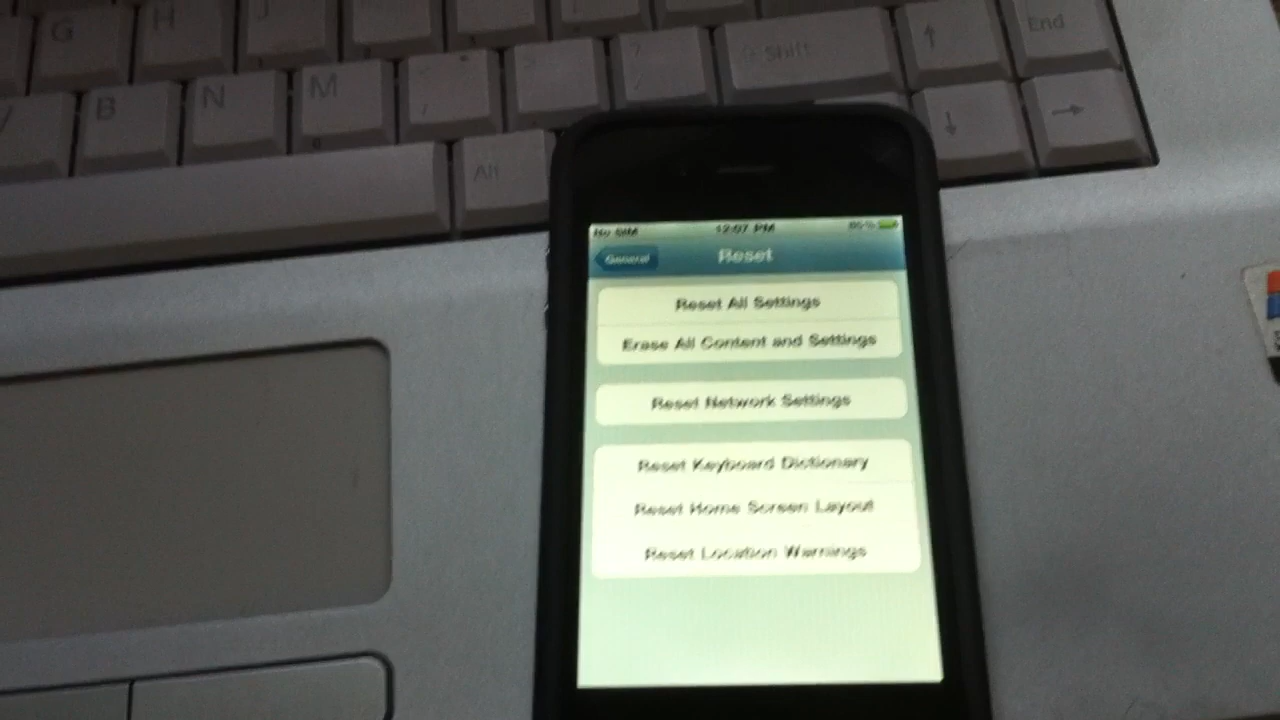 G H J
End
Shift
B N M
Alt
No SIM 12:07 PM
General Reset
Reset All Settings
Erase All Content and Settings
Reset Network Settings
Reset Keyboard Dictionary
Reset Home Screen Layout
Reset Location Warnings